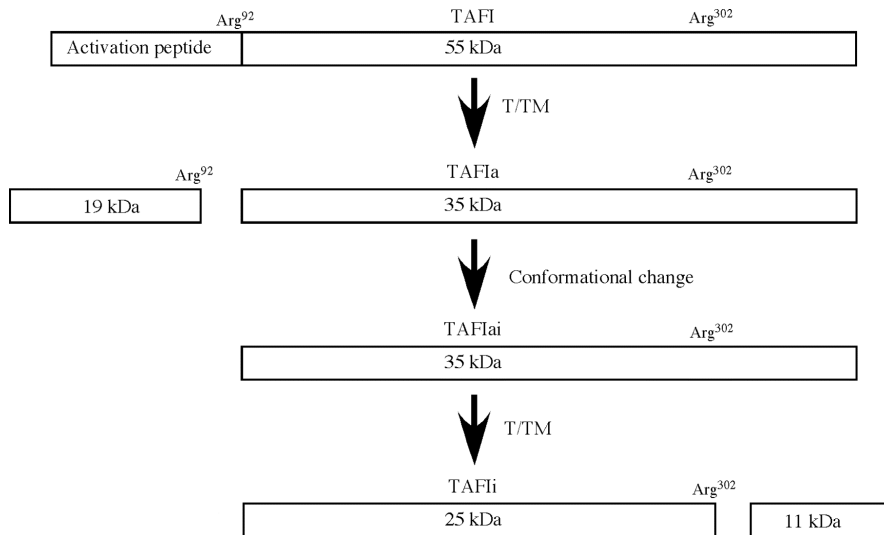 Arg92 TAFI Arg302
Activation peptide 55 kDa
T/TM
Arg92 TAFIa Arg302
19 kDa 35 kDa
Conformational change
TAFIai Arg302
35 kDa
T/TM
TAFIi Arg302
25 kDa 11 kDa